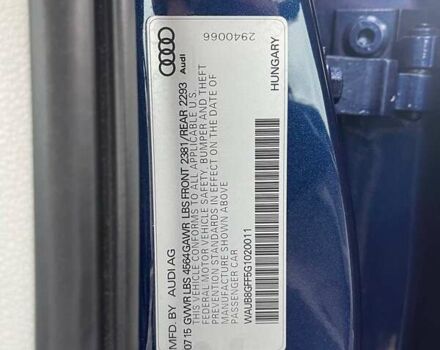 MFD. BY AUDI AG
07 15 GVWR LBS 4564 GAWR LBS FRONT 2381/REAR 2293
THIS VEHICLE CONFORMS TO ALL APPLICABLE U.S.
FEDERAL MOTOR VEHICLE SAFETY, BUMPER AND THEFT
PREVENTION STANDARDS IN EFFECT ON THE DATE OF
MANUFACTURE SHOWN ABOVE
PASSENGER CAR
WAUB8GFF5G1020011
Audi
2940066
HUNGARY